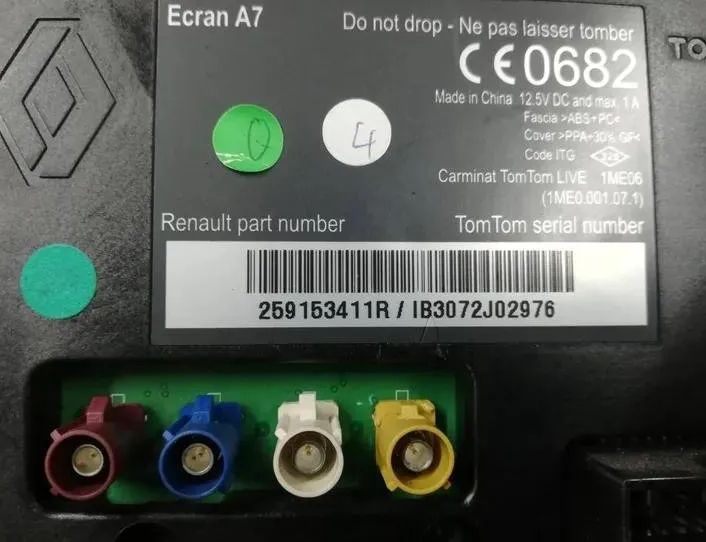 Ecran A7
Do not drop - Ne pas laisser tomber
CE0682
TO
Made in China 12.5V DC and max. 1 A
Fascia >ABS+PC<
Cover >PPA+30% GF<
Code ITG
Carminat TomTom LIVE 1ME06
(1ME0.001.07.1)
0
4
Renault part number
TomTom serial number
259153411R / IB3072J02976